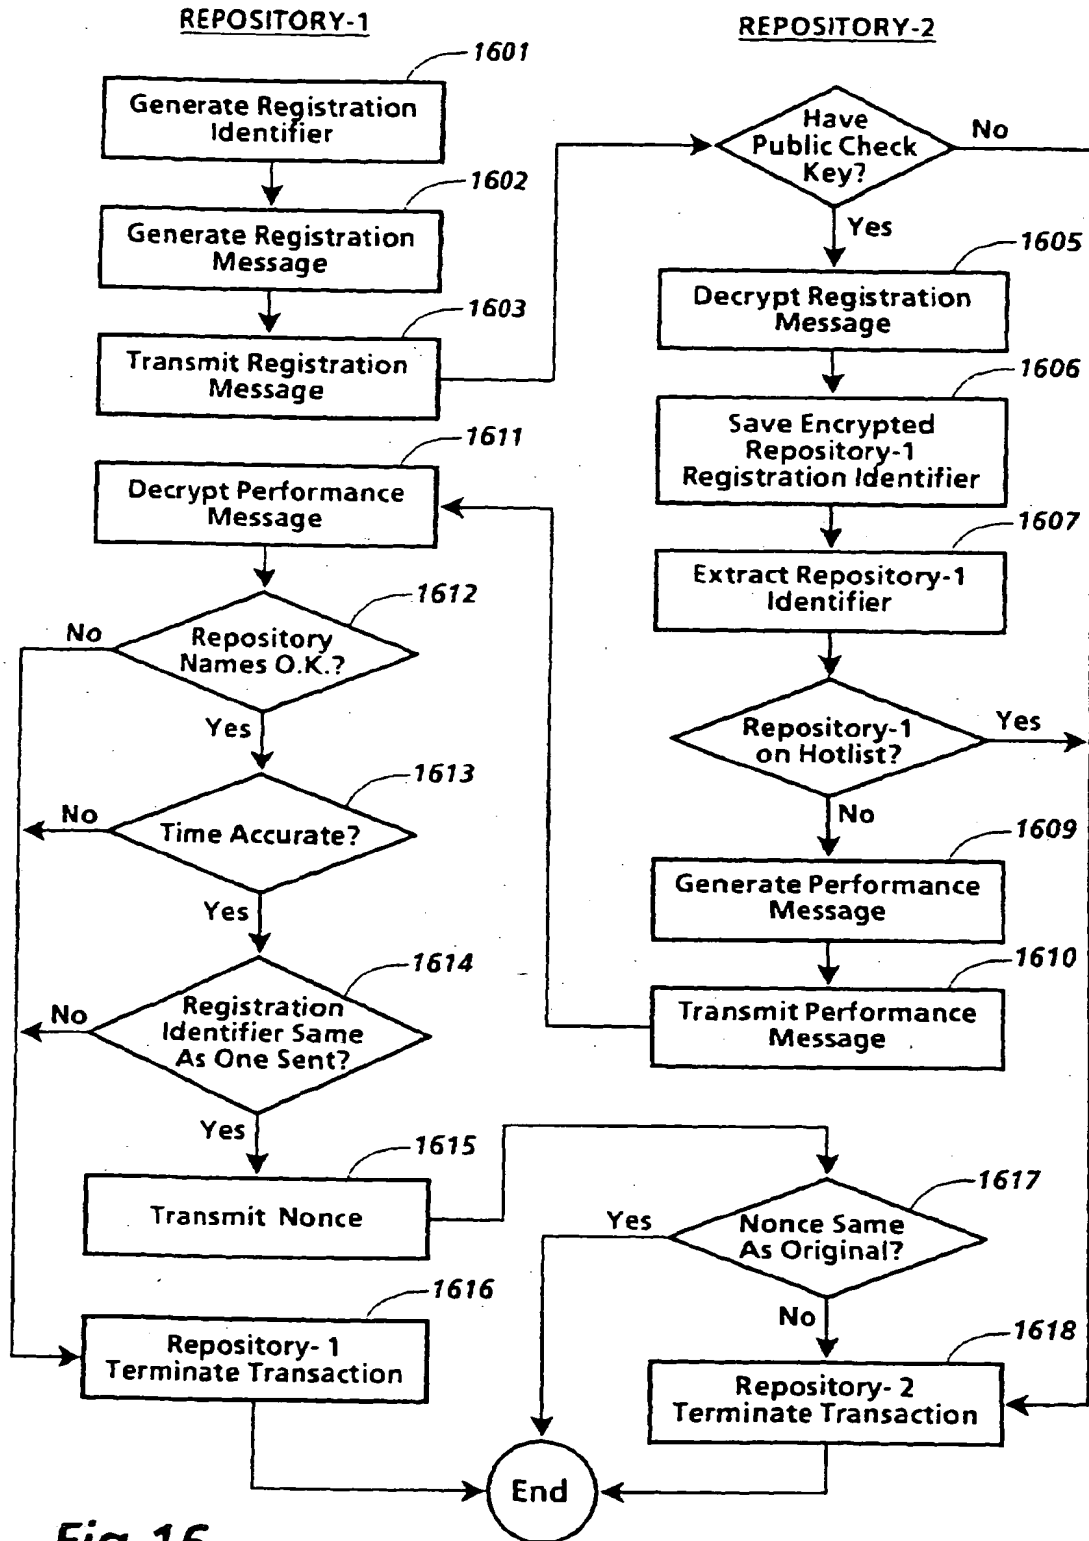 REPOSITORY-1
1601
Generate Registration
Identifier
1602
Generate Registration
Message
1603
Transmit Registration
Message
1611
Decrypt Performance
Message
1612
No
Repository
Names O.K.?
Yes
1613
No
Time Accurate?
Yes
1614
No
Registration
Identifier Same
As One Sent?
Yes
1615
Transmit Nonce
1616
Repository- 1
Terminate Transaction
REPOSITORY-2
Have
Public Check
Key?
No
Yes
1605
Decrypt Registration
Message
1606
Save Encrypted
Repository-1
Registration Identifier
1607
Extract Repository-1
Identifier
Repository-1
on Hotlist?
Yes
No
1609
Generate Performance
Message
1610
Transmit Performance
Message
1617
Yes
Nonce Same
As Original?
No
1618
Repository- 2
Terminate Transaction
End
Fig. 16